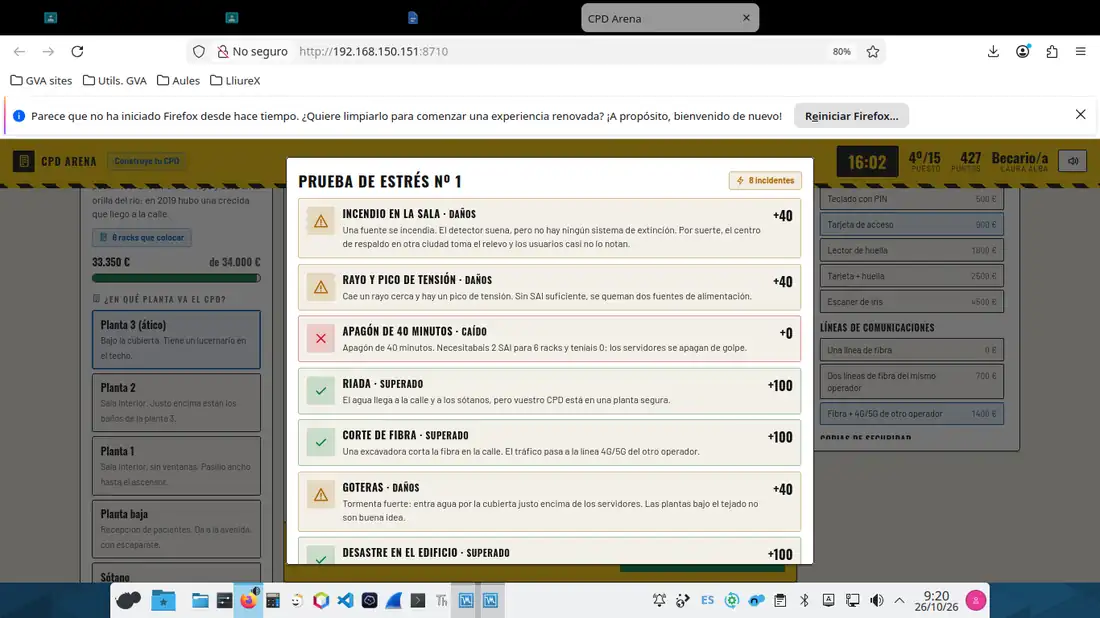 CPD Arena
No seguro
http://192.168.150.151:8710
80%
GVA sites
Utils. GVA
Aules
LliureX
Parece que no ha iniciado Firefox desde hace tiempo. ¿Quiere limpiarlo para comenzar una experiencia renovada? ¡A propósito, bienvenido de nuevo!
Reiniciar Firefox...
CPD ARENA
Construye tu CPD
16:02
4º/15
PUESTO
427
PUNTOS
Becario/a
LAURA ALBA
orilla del río: en 2019 hubo una crecida
que llegó a la calle.
8 racks que colocar
33.350 €
de 34.000 €
¿EN QUÉ PLANTA VA EL CPD?
Planta 3 (ático)
Bajo la cubierta. Tiene un lucernario en
el techo.
Planta 2
Sala interior. Justo encima están los
baños de la planta 3.
Planta 1
Sala interior, sin ventanas. Pasillo ancho
hasta el ascensor.
Planta baja
Recepción de pacientes. Da a la avenida,
con escaparate.
Sótano
PRUEBA DE ESTRÉS Nº 1
8 incidentes
INCENDIO EN LA SALA · DAÑOS
+40
Una fuente se incendia. El detector suena, pero no hay ningún sistema de extinción. Por suerte, el centro
de respaldo en otra ciudad toma el relevo y los usuarios casi no lo notan.
RAYO Y PICO DE TENSIÓN · DAÑOS
+40
Cae un rayo cerca y hay un pico de tensión. Sin SAI suficiente, se queman dos fuentes de alimentación.
APAGÓN DE 40 MINUTOS · CAÍDO
+0
Apagón de 40 minutos. Necesitabais 2 SAI para 6 racks y teníais 0: los servidores se apagan de golpe.
RIADA · SUPERADO
+100
El agua llega a la calle y a los sótanos, pero vuestro CPD está en una planta segura.
CORTE DE FIBRA · SUPERADO
+100
Una excavadora corta la fibra en la calle. El tráfico pasa a la línea 4G/5G del otro operador.
GOTERAS · DAÑOS
+40
Tormenta fuerte: entra agua por la cubierta justo encima de los servidores. Las plantas bajo el tejado no
son buena idea.
DESASTRE EN EL EDIFICIO · SUPERADO
+100
Teclado con PIN
500 €
Tarjeta de acceso
900 €
Lector de huella
1800 €
Tarjeta + huella
2500 €
Escáner de iris
4500 €
LÍNEAS DE COMUNICACIONES
Una línea de fibra
0 €
Dos líneas de fibra del mismo
operador
700 €
Fibra + 4G/5G de otro operador
1400 €
COPIAS DE SEGURIDAD
ES
9:20
26/10/26